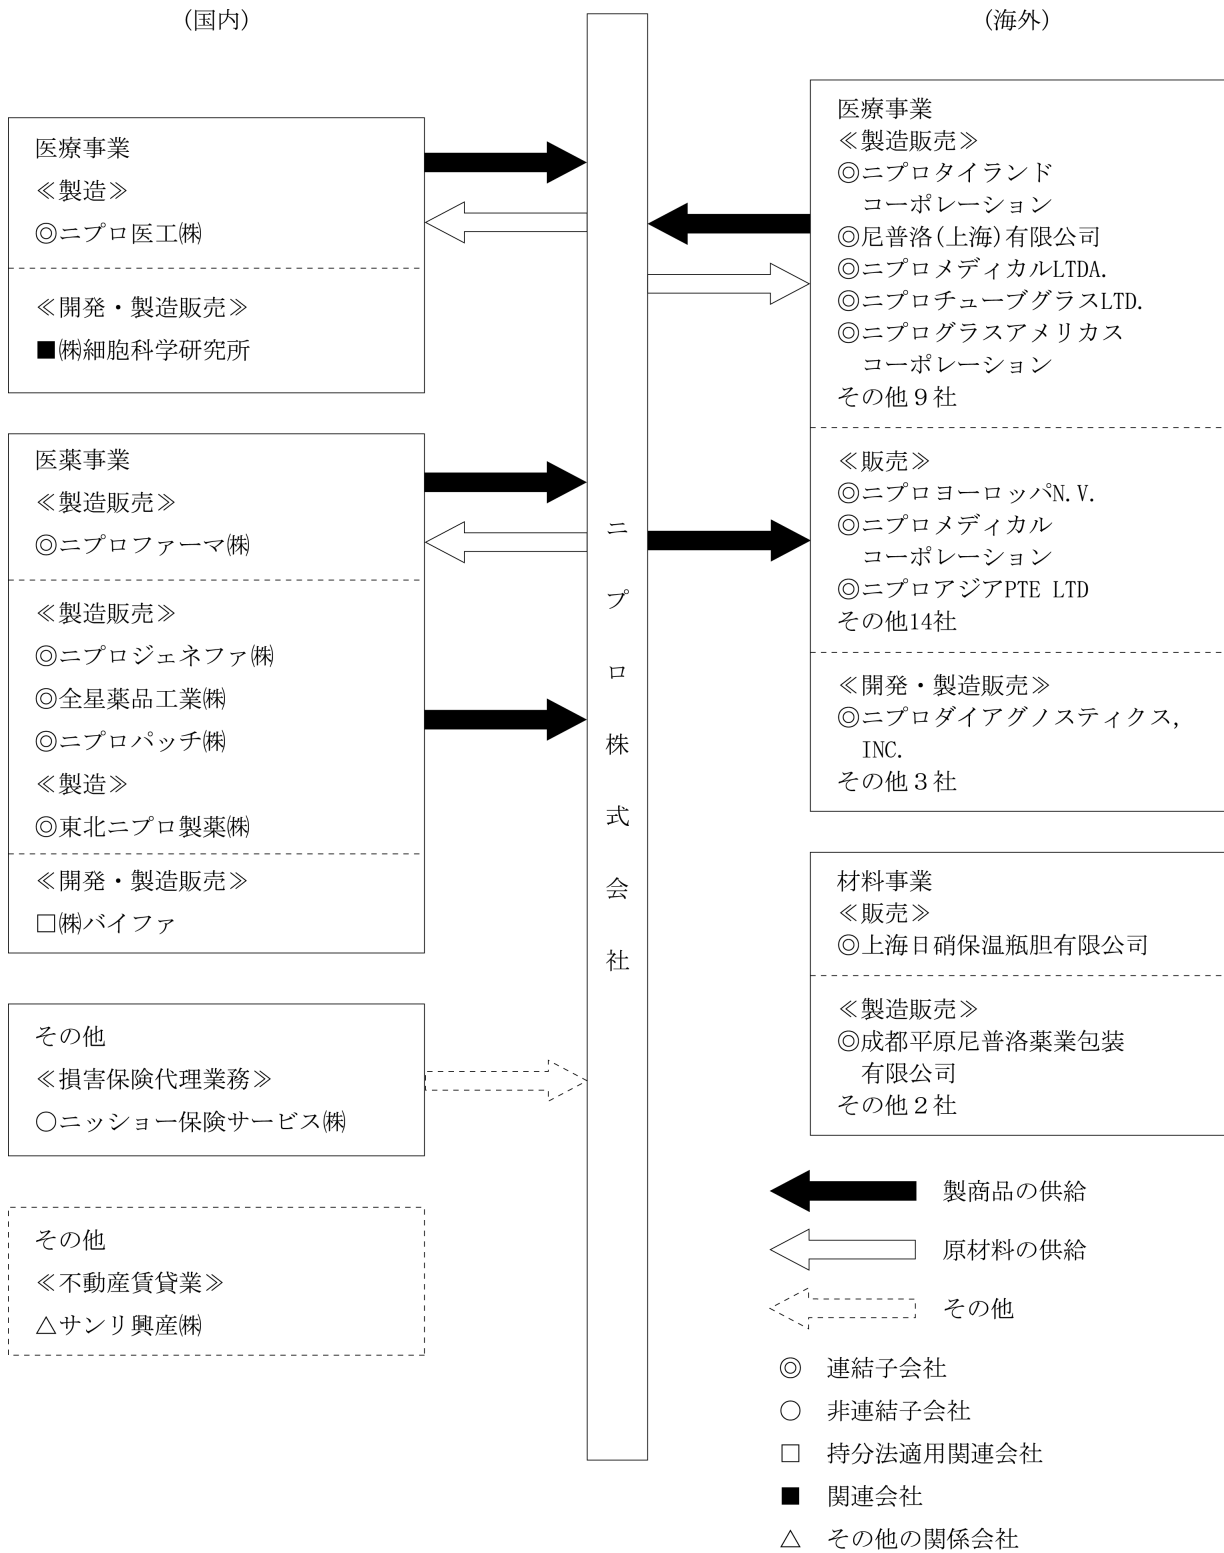 (国内)
医療事業
≪製造≫
◎ニプロ医工㈱
≪開発・製造販売≫
■㈱細胞科学研究所
医薬事業
≪製造販売≫
◎ニプロファーマ㈱
≪製造販売≫
◎ニプロジェネファ㈱
◎全星薬品工業㈱
◎ニプロパッチ㈱
≪製造≫
◎東北ニプロ製薬㈱
≪開発・製造販売≫
□㈱バイファ
その他
≪損害保険代理業務≫
○ニッショー保険サービス㈱
その他
≪不動産賃貸業≫
△サンリ興産㈱
ニプロ株式会社
(海外)
医療事業
≪製造販売≫
◎ニプロタイランド
コーポレーション
◎尼普洛(上海)有限公司
◎ニプロメディカルLTDA.
◎ニプロチューブグラスLTD.
◎ニプログラスアメリカス
コーポレーション
その他9社
≪販売≫
◎ニプロヨーロッパN.V.
◎ニプロメディカル
コーポレーション
◎ニプロアジアPTE LTD
その他14社
≪開発・製造販売≫
◎ニプロダイアグノスティクス,
INC.
その他3社
材料事業
≪販売≫
◎上海日硝保温瓶胆有限公司
≪製造販売≫
◎成都平原尼普洛薬業包装
有限公司
その他2社
製商品の供給
原材料の供給
その他
◎ 連結子会社
○ 非連結子会社
□ 持分法適用関連会社
■ 関連会社
△ その他の関係会社